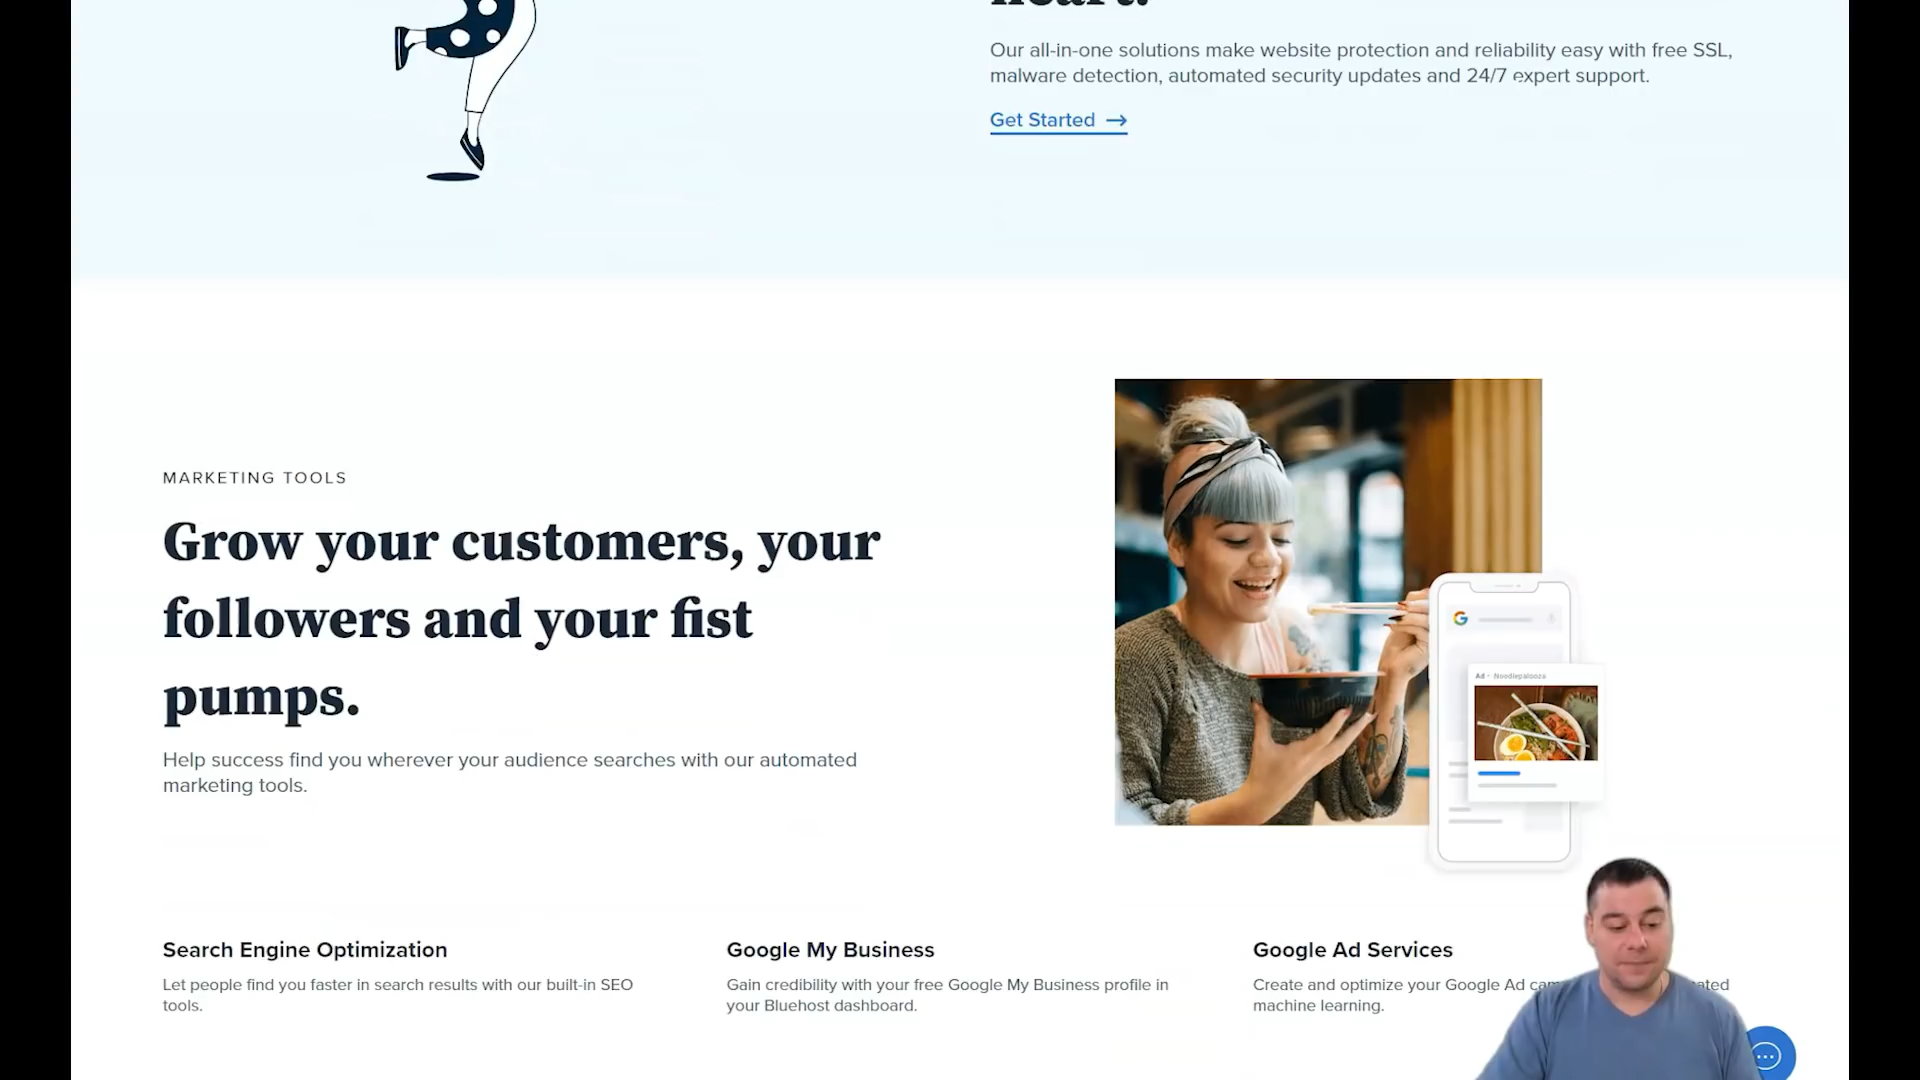 heart.
Our all-in-one solutions make website protection and reliability easy with free SSL,
malware detection, automated security updates and 24/7 expert support.
Get Started →
MARKETING TOOLS
Grow your customers, your
followers and your fist
pumps.
Help success find you wherever your audience searches with our automated
marketing tools.
G
Ad • Noodlepalooza
Search Engine Optimization
Let people find you faster in search results with our built-in SEO
tools.
Google My Business
Gain credibility with your free Google My Business profile in
your Bluehost dashboard.
Google Ad Services
Create and optimize your Google Ad
machine learning.